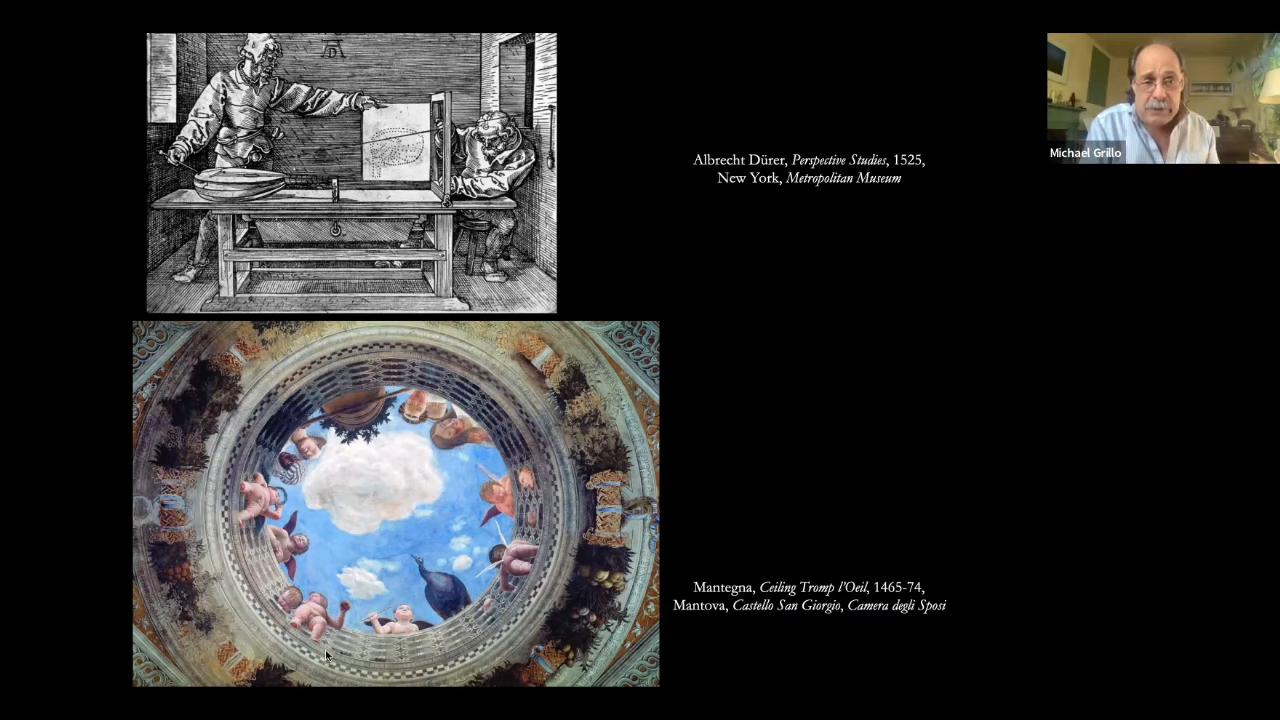 AD
Albrecht Dürer, Perspective Studies, 1525,
New York, Metropolitan Museum
Michael Grillo
Mantegna, Ceiling Tromp l'Oeil, 1465-74,
Mantova, Castello San Giorgio, Camera degli Sposi